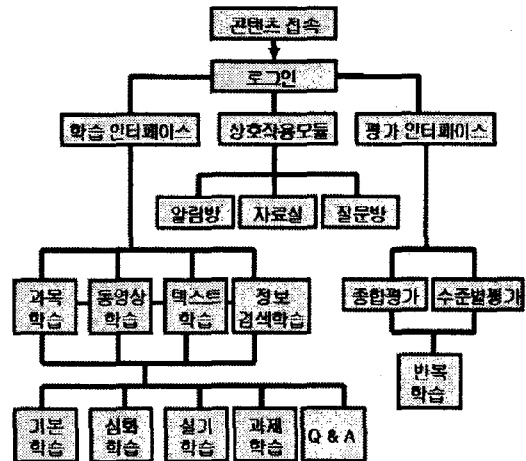 콘텐츠 접속
로그인
학습 인터페이스
상호작용모듈
평가 인터페이스
알림방
자료실
질문방
과목
학습
동영상
학습
텍스트
학습
정보
검색학습
종합평가
수준별평가
반복
학습
기본
학습
심화
학습
실기
학습
과제
학습
Q & A